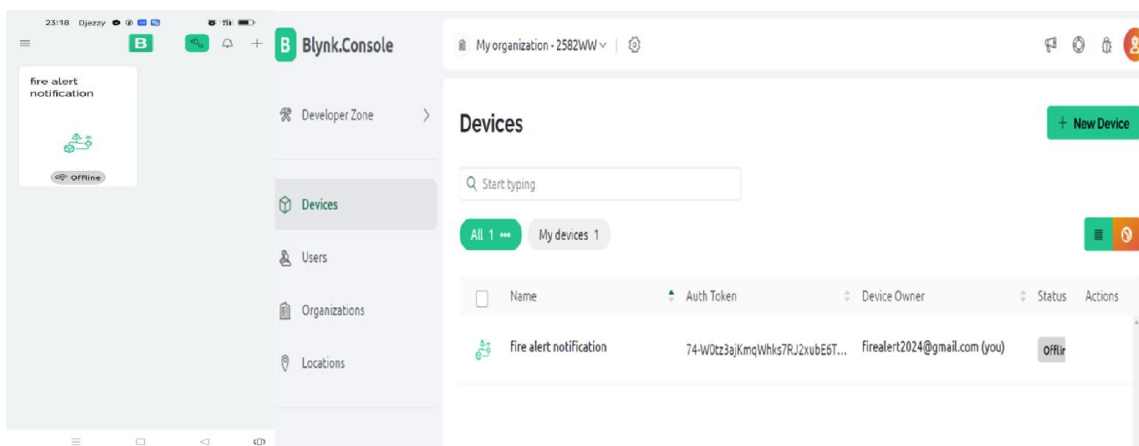 23:18 Djezzy
B
fire alert
notification
Offline
B Blynk.Console
My organization - 2582WW
Developer Zone
Devices
Users
Organizations
Locations
Devices
+ New Device
Start typing
All 1
My devices 1
Name
Auth Token
Device Owner
Status
Actions
fire alert notification
74-W0tz3ajKmqWhks7RJ2xubE6T...
firealert2024@gmail.com (you)
Offlir